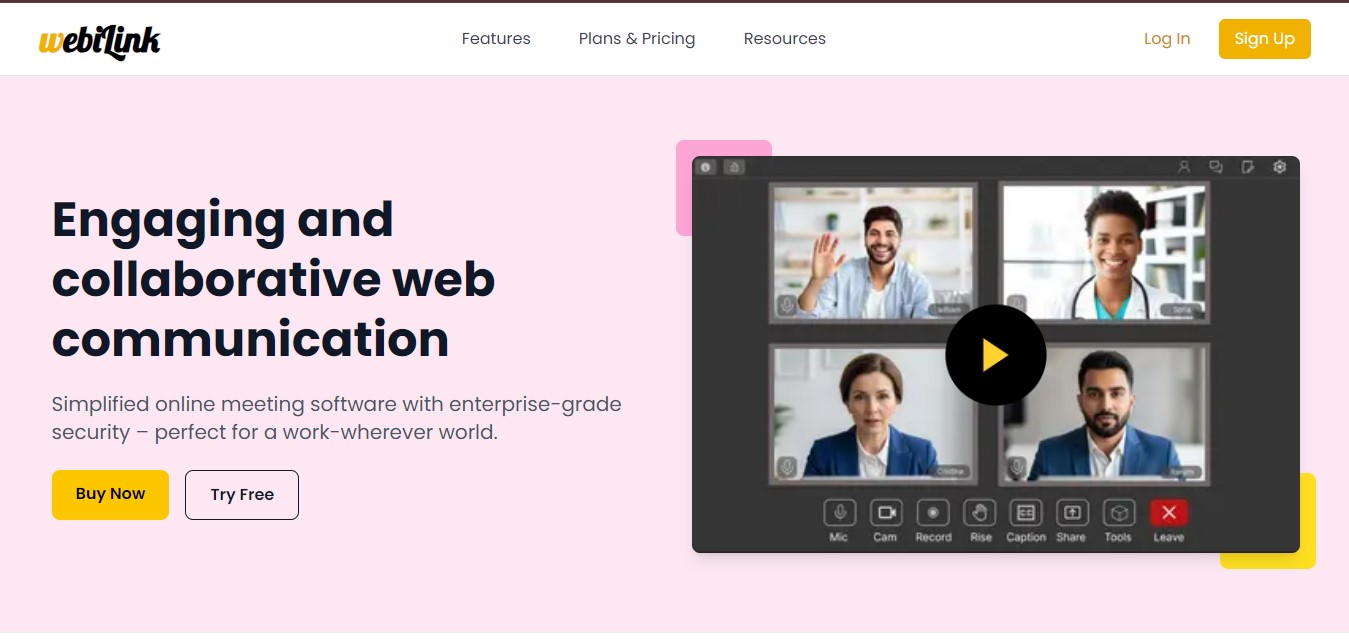 webiLink
Features
Plans & Pricing
Resources
Log In
Sign Up
Engaging and
collaborative web
communication
Simplified online meeting software with enterprise-grade
security – perfect for a work-wherever world.
Buy Now
Try Free
William
Cristina
CC
Mic
Cam
Record
Rise
Caption
Share
Tools
Leave